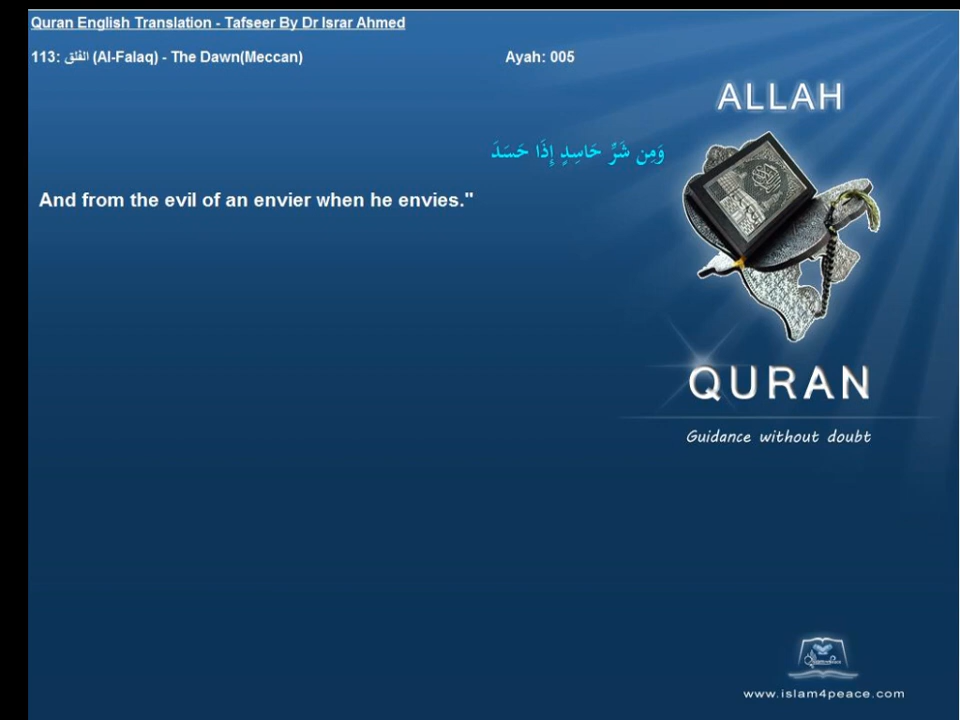 Quran English Translation - Tafseer By Dr Israr Ahmed
113: الفلق (Al-Falaq) - The Dawn(Meccan)
Ayah: 005
ALLAH
وَمِن شَرِّ حَاسِدٍ إِذَا حَسَدَ
And from the evil of an envier when he envies."
QURAN
Guidance without doubt
www.islam4peace.com